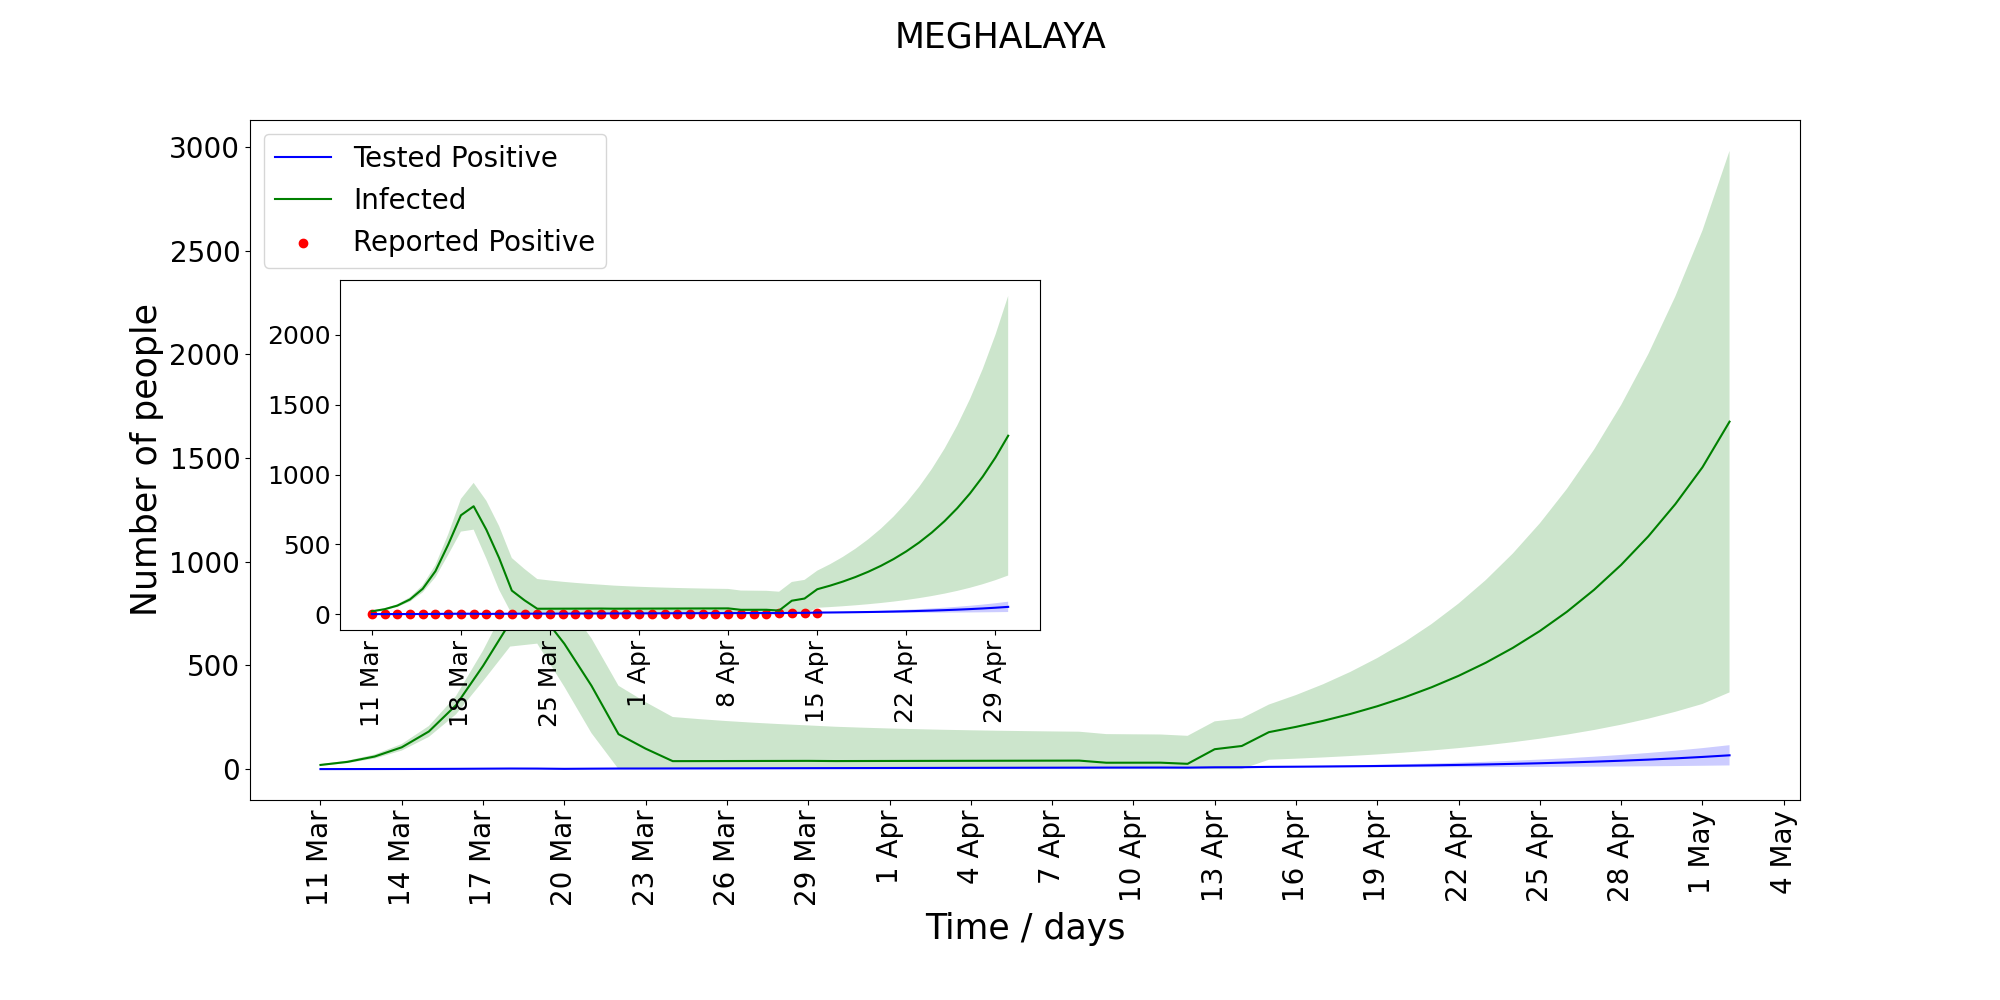 MEGHALAYA
Tested Positive
Infected
Reported Positive
Number of people
3000
2500
2000
1500
1000
500
0
2000
1500
1000
500
0
11 Mar
18 Mar
25 Mar
1 Apr
8 Apr
15 Apr
22 Apr
29 Apr
11 Mar
14 Mar
17 Mar
20 Mar
23 Mar
26 Mar
29 Mar
1 Apr
4 Apr
7 Apr
10 Apr
13 Apr
16 Apr
19 Apr
22 Apr
25 Apr
28 Apr
1 May
4 May
Time / days